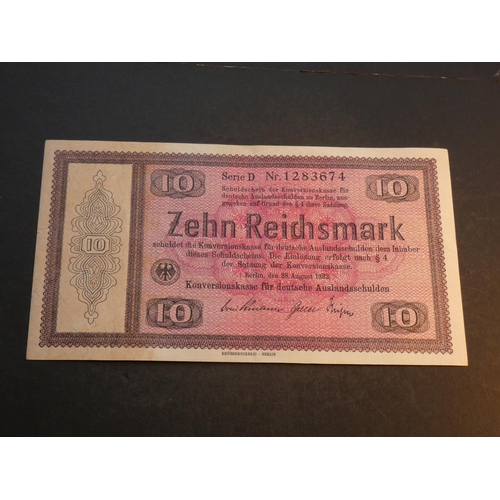 Serie D Nr. 1283674
10 10
Schuldschein der Konversionskasse für
deutsche Auslandsschulden zu Berlin, aus-
gegeben auf Grund des § 4 ihrer Satzung.
Zehn Reichsmark
10
schuldet die Konversionskasse für deutsche Auslandsschulden dem Inhaber
dieses Schuldscheins. Die Einlösung erfolgt nach § 4
der Satzung der Konversionskasse.
Berlin, den 28. August 1933.
Konversionskasse für deutsche Auslandsschulden
10 10
REICHSDRUCKEREI · BERLIN